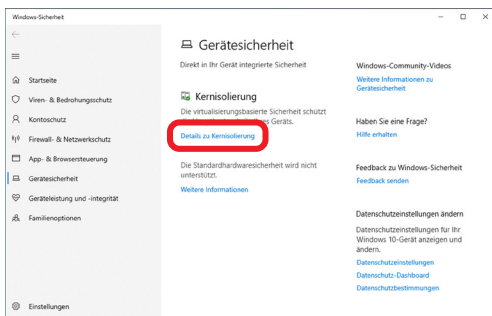 Windows-Sicherheit
Startseite
Viren- & Bedrohungsschutz
Kontoschutz
Firewall- & Netzwerkschutz
App- & Browsersteuerung
Gerätesicherheit
Geräteleistung und -integrität
Familienoptionen
Einstellungen
Gerätesicherheit
Direkt in Ihr Gerät integrierte Sicherheit
Kernisolierung
Die virtualisierungsbasierte Sicherheit schützt
Geräts.
Details zu Kernisolierung
Die Standardhardwaresicherheit wird nicht
unterstützt.
Weitere Informationen
Windows-Community-Videos
Weitere Informationen zu
Gerätesicherheit
Haben Sie eine Frage?
Hilfe erhalten
Feedback zu Windows-Sicherheit
Feedback senden
Datenschutzeinstellungen ändern
Datenschutzeinstellungen für Ihr
Windows 10-Gerät anzeigen und
ändern.
Datenschutzeinstellungen
Datenschutz-Dashboard
Datenschutzbestimmungen